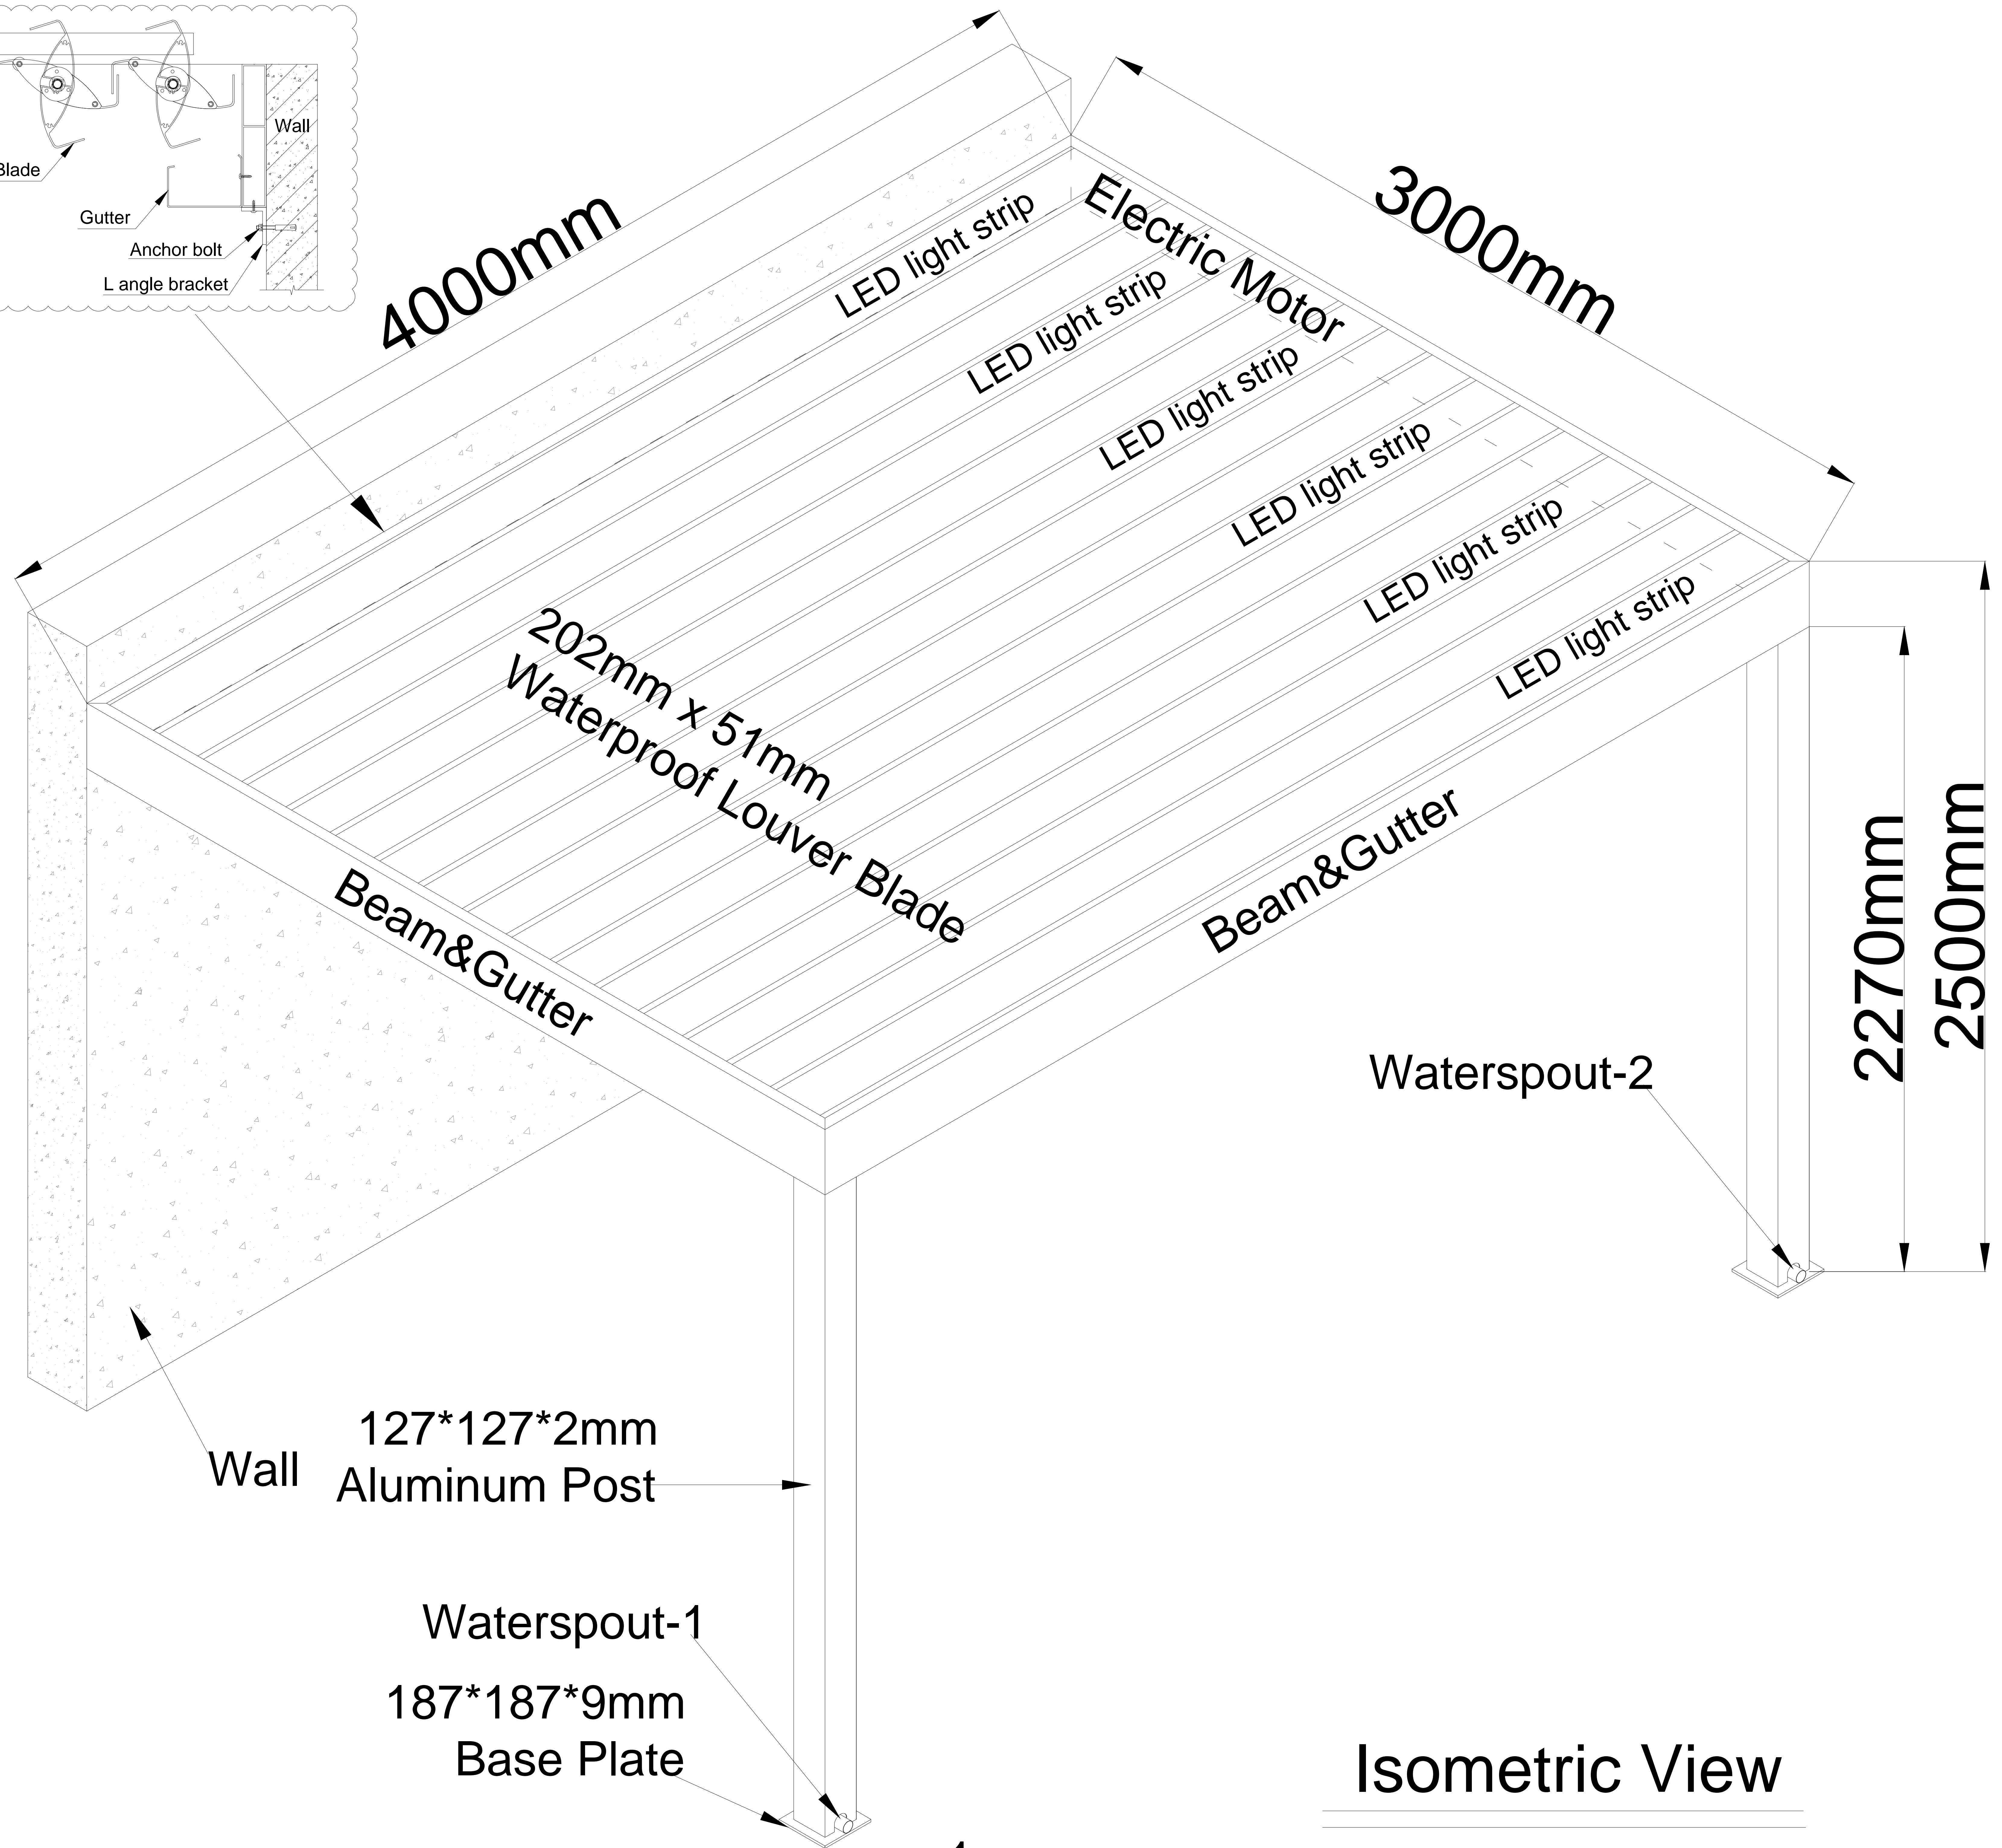 Wall
Blade
Gutter
Anchor bolt
L angle bracket
4000mm
3000mm
Electric Motor
LED light strip
LED light strip
LED light strip
LED light strip
LED light strip
LED light strip
202mm x 51mm
Waterproof Louver Blade
Beam&Gutter
Beam&Gutter
2270mm
2500mm
Waterspout-2
Wall
127*127*2mm
Aluminum Post
Waterspout-1
187*187*9mm
Base Plate
Isometric View